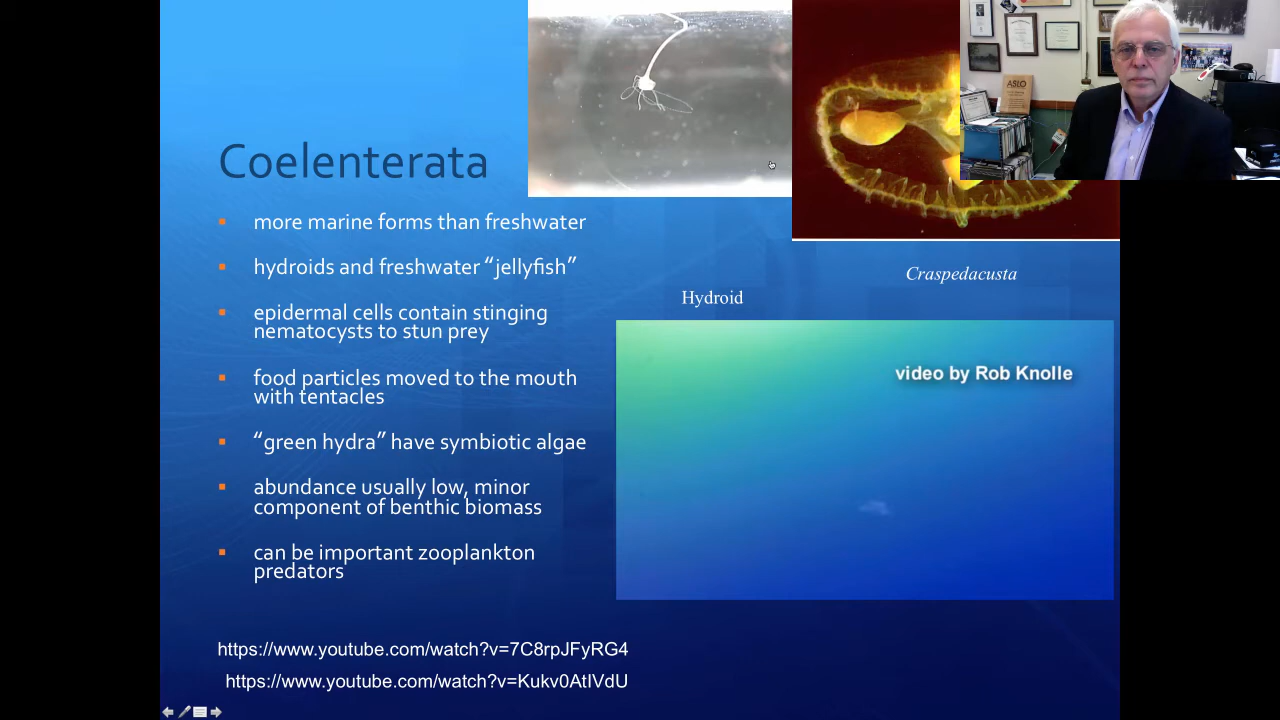 ASLO
Coelenterata
more marine forms than freshwater
hydroids and freshwater “jellyfish”
epidermal cells contain stinging
nematocysts to stun prey
food particles moved to the mouth
with tentacles
“green hydra” have symbiotic algae
abundance usually low, minor
component of benthic biomass
can be important zooplankton
predators
Craspedacusta
Hydroid
video by Rob Knolle
https://www.youtube.com/watch?v=7C8rpJFyRG4
https://www.youtube.com/watch?v=Kukv0AtIVdU